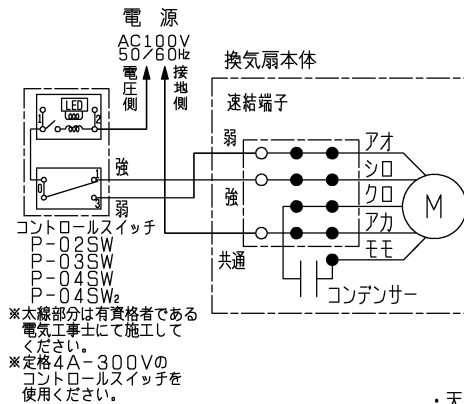 電源
AC100V
50/60Hz
電圧側
接地側
換気扇本体
速結端子
LED
1
2
0
1
3
強
弱
弱
強
共通
アオ
シロ
クロ
アカ
モモ
M
コンデンサー
コントロールスイッチ
P-02SW
P-03SW
P-04SW
P-04SW₂
※太線部分は有資格者である
電気工事士にて施工して
ください。
※定格4A-300Vの
コントロールスイッチを
使用ください。
・天